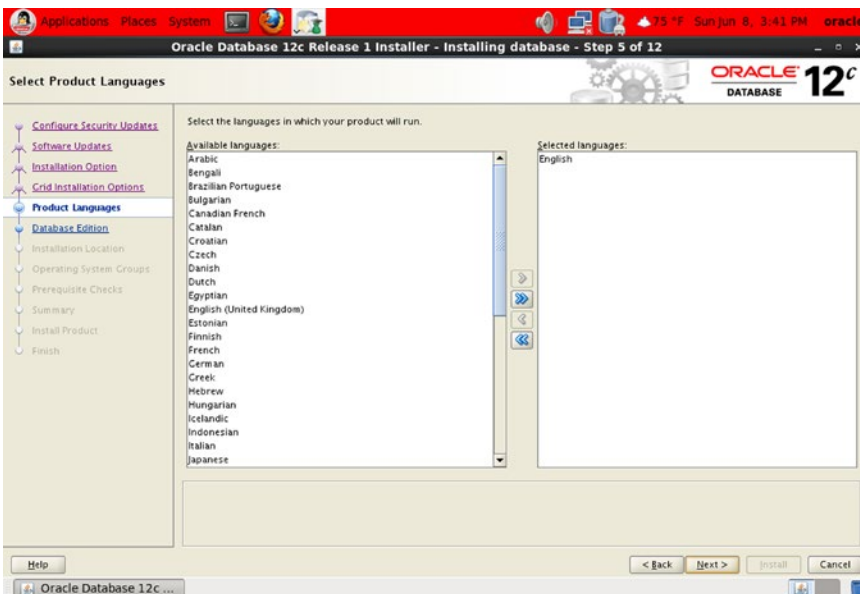 Applications Places System 75 °F Sun Jun 8, 3:41 PM oracle
Oracle Database 12c Release 1 Installer - Installing database - Step 5 of 12
Select Product Languages
ORACLE
DATABASE
12c
Configure Security Updates
Software Updates
Installation Option
Grid Installation Options
Product Languages
Database Edition
Installation Location
Operating System Groups
Prerequisite Checks
Summary
Install Product
Finish
Select the languages in which your product will run.
Available languages:
Arabic
Bengali
Brazilian Portuguese
Bulgarian
Canadian French
Catalan
Croatian
Czech
Danish
Dutch
Egyptian
English (United Kingdom)
Estonian
Finnish
French
German
Greek
Hebrew
Hungarian
Icelandic
Indonesian
Italian
Japanese
Selected languages:
English
Help
< Back
Next >
Install
Cancel
Oracle Database 12c ...